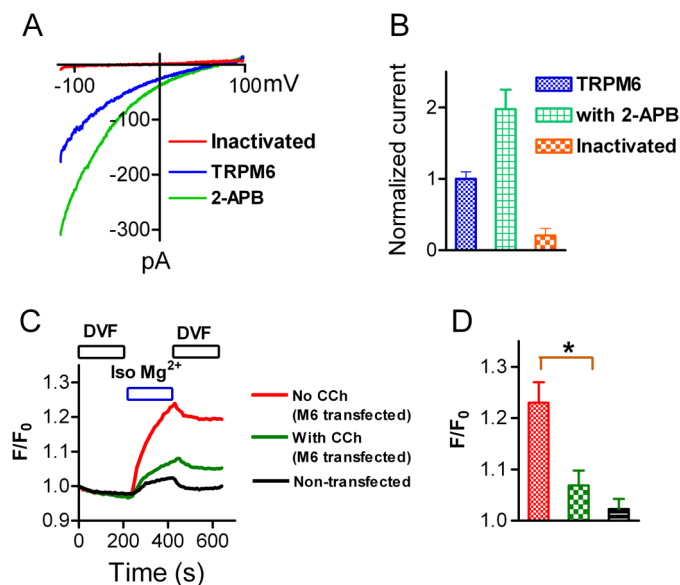 A
-100
100
mV
-100
-200
-300
pA
Inactivated
TRPM6
2-APB
B
Normalized current
2
1
0
TRPM6
with 2-APB
Inactivated
C
DVF
DVF
Iso Mg²⁺
F/F₀
1.3
1.2
1.1
1.0
0.9
0
200
400
600
Time (s)
No CCh
(M6 transfected)
With CCh
(M6 transfected)
Non-transfected
D
*
F/F₀
1.3
1.2
1.1
1.0